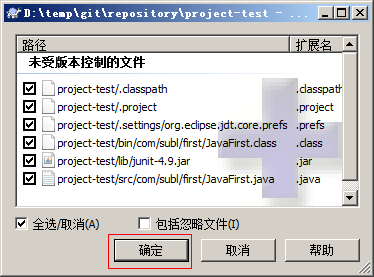 D:\temp\git\repository\project-test - ...
路径 扩展名
未受版本控制的文件
project-test/.classpath .classpath
project-test/.project .project
project-test/.settings/org.eclipse.jdt.core.prefs .prefs
project-test/bin/com/subl/first/JavaFirst.class .class
project-test/lib/junit-4.9.jar .jar
project-test/src/com/subl/first/JavaFirst.java .java
全选/取消(A) 包括忽略文件(I)
确定 取消 帮助